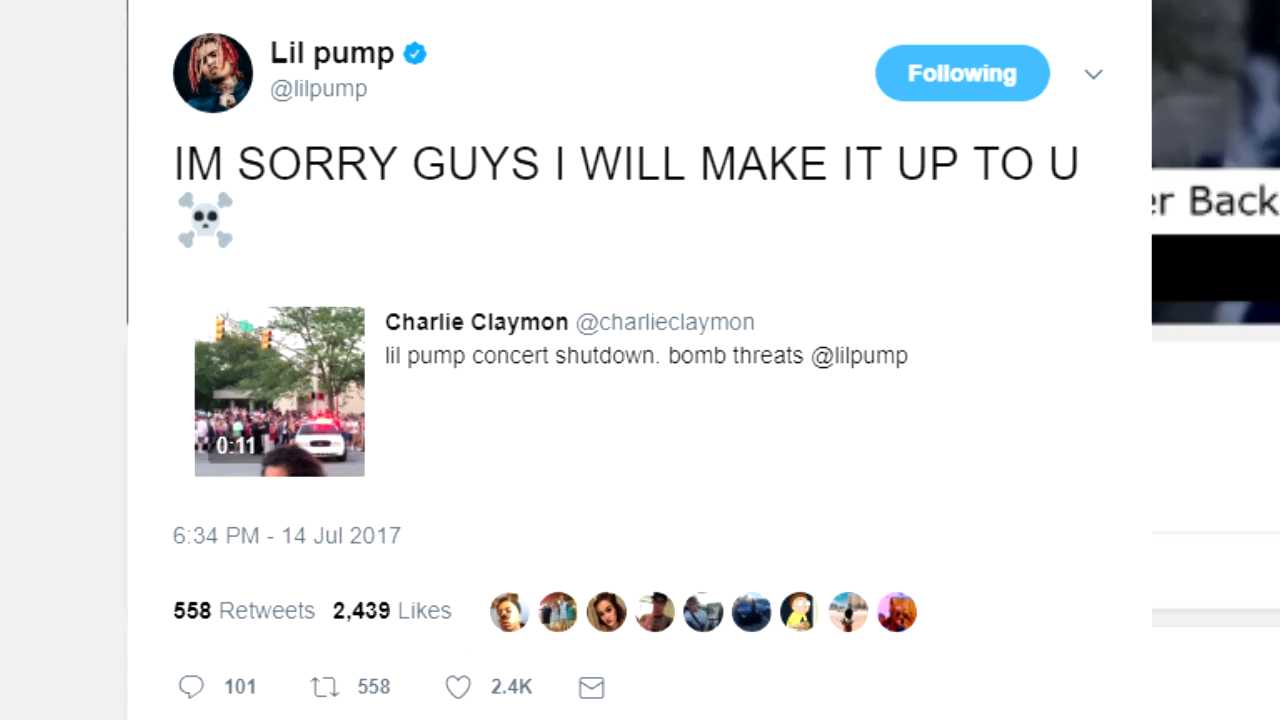 Lil pump
@lilpump
Following
IM SORRY GUYS I WILL MAKE IT UP TO U
Charlie Claymon @charlieclaymon
lil pump concert shutdown. bomb threats @lilpump
0:11
6:34 PM - 14 Jul 2017
558 Retweets 2,439 Likes
101 558 2.4K
Back